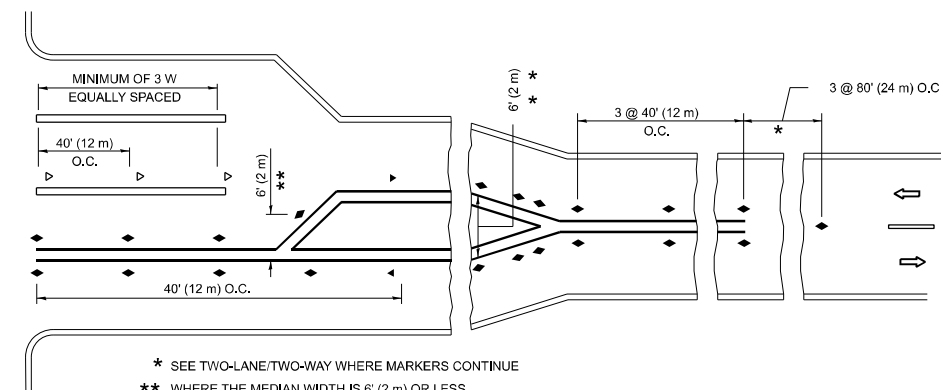 MINIMUM OF 3 W
EQUALLY SPACED
40' (12 m)
O.C.
6' (2 m)
**
6' (2 m)
*
*
3 @ 40' (12 m)
O.C.
3 @ 80' (24 m) O.C
*
40' (12 m) O.C.
* SEE TWO-LANE/TWO-WAY WHERE MARKERS CONTINUE
** WHERE THE MEDIAN WIDTH IS 6' (2 m) OR LESS